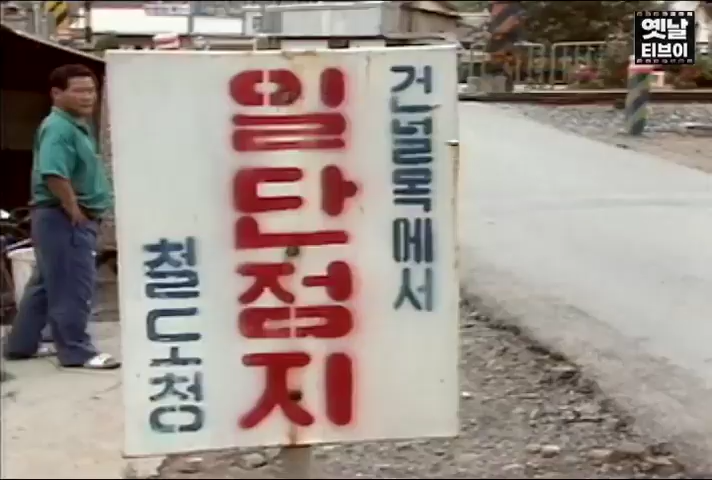 건널목에서
일단정지
철도청
옛날
티브이